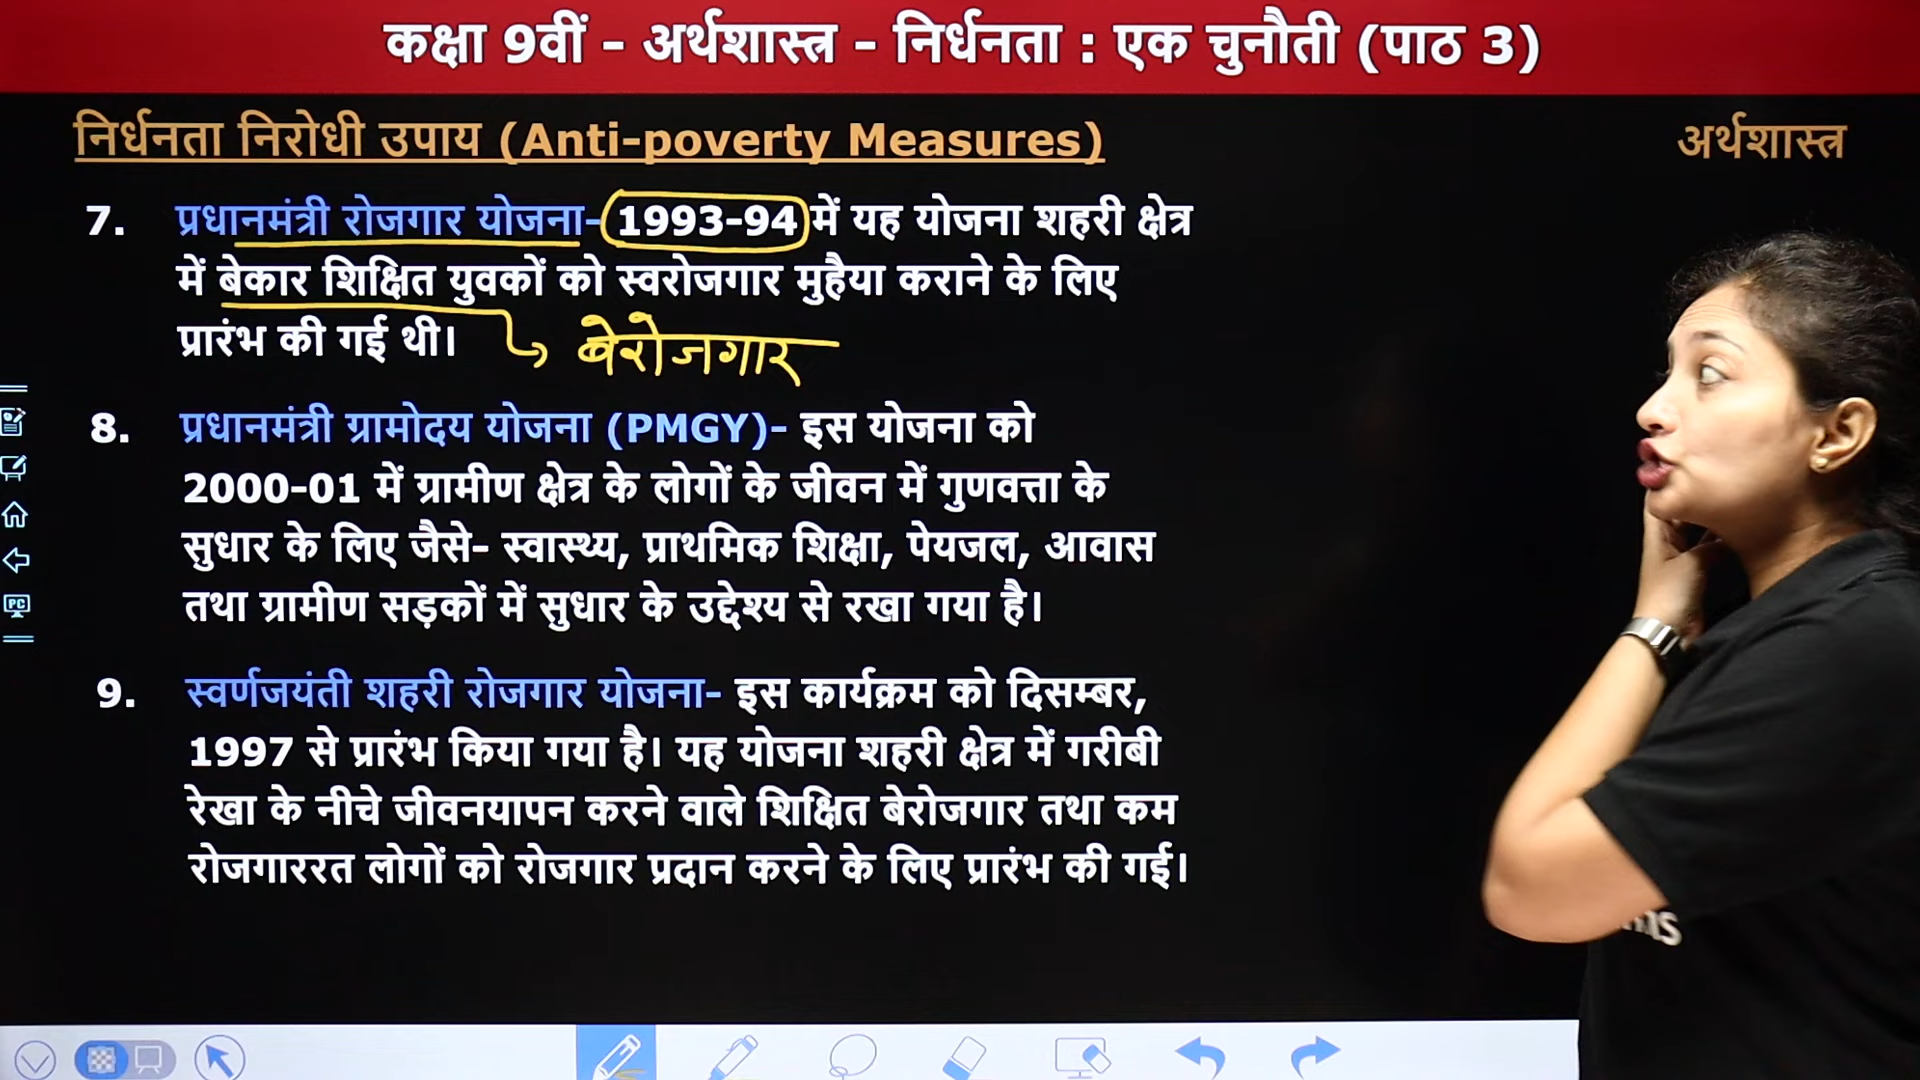 कक्षा 9वीं - अर्थशास्त्र - निर्धनता : एक चुनौती (पाठ 3)
निर्धनता निरोधी उपाय (Anti-poverty Measures)
अर्थशास्त्र
7. प्रधानमंत्री रोजगार योजना- 1993-94 में यह योजना शहरी क्षेत्र
में बेकार शिक्षित युवकों को स्वरोजगार मुहैया कराने के लिए
प्रारंभ की गई थी।
बेरोजगार
8. प्रधानमंत्री ग्रामोदय योजना (PMGY)- इस योजना को
2000-01 में ग्रामीण क्षेत्र के लोगों के जीवन में गुणवत्ता के
सुधार के लिए जैसे- स्वास्थ्य, प्राथमिक शिक्षा, पेयजल, आवास
तथा ग्रामीण सड़कों में सुधार के उद्देश्य से रखा गया है।
9. स्वर्णजयंती शहरी रोजगार योजना- इस कार्यक्रम को दिसम्बर,
1997 से प्रारंभ किया गया है। यह योजना शहरी क्षेत्र में गरीबी
रेखा के नीचे जीवनयापन करने वाले शिक्षित बेरोजगार तथा कम
रोजगाररत लोगों को रोजगार प्रदान करने के लिए प्रारंभ की गई।
PC